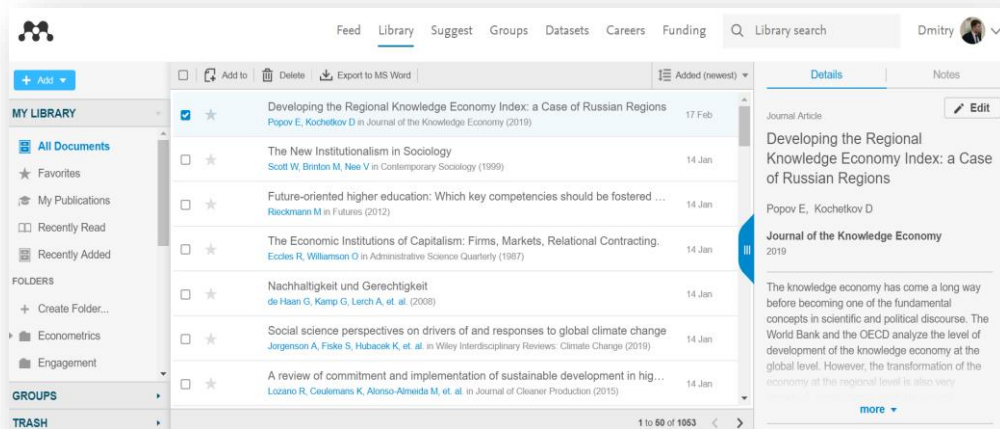 Feed Library Suggest Groups Datasets Careers Funding Library search Dmitry
+ Add
MY LIBRARY
All Documents
Favorites
My Publications
Recently Read
Recently Added
FOLDERS
+ Create Folder...
Econometrics
Engagement
GROUPS
TRASH
Add to Delete Export to MS Word Added (newest)
Developing the Regional Knowledge Economy Index: a Case of Russian Regions
Popov E, Kochetkov D in Journal of the Knowledge Economy (2019)
17 Feb
The New Institutionalism in Sociology
Scott W, Brinton M, Nee V in Contemporary Sociology (1999)
14 Jan
Future-oriented higher education: Which key competencies should be fostered ...
Rieckmann M in Futures (2012)
14 Jan
The Economic Institutions of Capitalism: Firms, Markets, Relational Contracting.
Eccles R, Williamson O in Administrative Science Quarterly (1987)
14 Jan
Nachhaltigkeit und Gerechtigkeit
de Haan G, Kamp G, Lerch A, et. al. (2008)
14 Jan
Social science perspectives on drivers of and responses to global climate change
Jorgenson A, Fiske S, Hubacek K, et. al. in Wiley Interdisciplinary Reviews: Climate Change (2019)
14 Jan
A review of commitment and implementation of sustainable development in hig...
Lozano R, Ceulemans K, Alonso-Almeida M, et. al. in Journal of Cleaner Production (2015)
14 Jan
1 to 50 of 1053
Details Notes
Journal Article
Edit
Developing the Regional
Knowledge Economy Index: a Case
of Russian Regions
Popov E, Kochetkov D
Journal of the Knowledge Economy
2019
The knowledge economy has come a long way
before becoming one of the fundamental
concepts in scientific and political discourse. The
World Bank and the OECD analyze the level of
development of the knowledge economy at the
global level. However, the transformation of the
economy at the regional level is also very
more